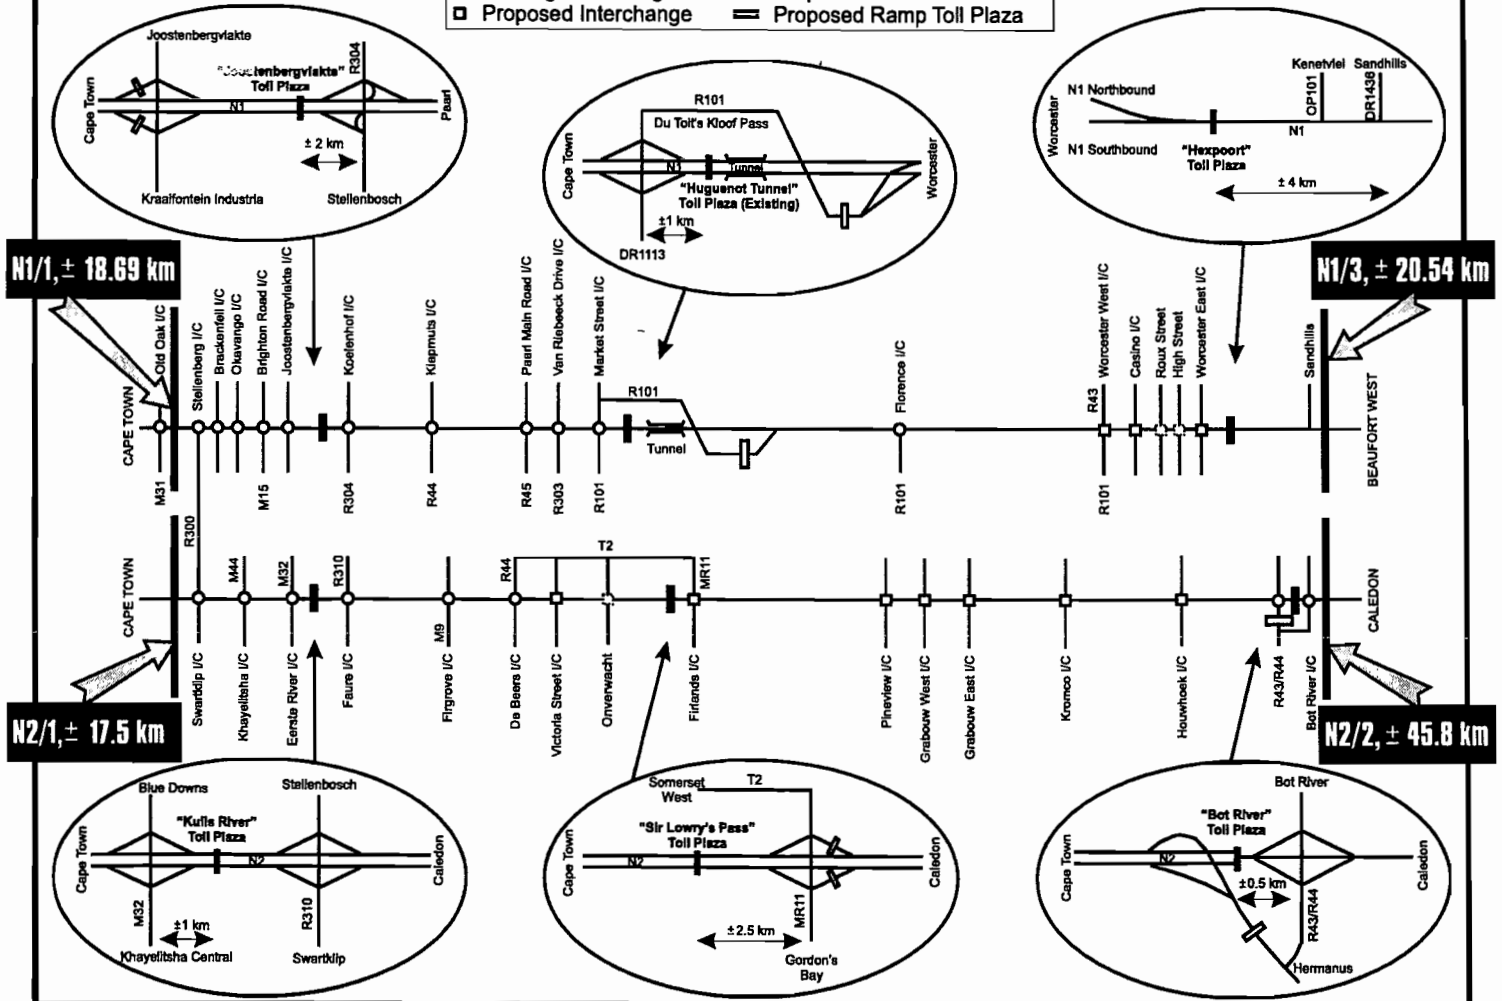 Proposed Interchange
Proposed Ramp Toll Plaza
Joostenbergvlakte
R304
"Joostenbergvlakte"
Toll Plaza
Cape Town
N1
Paarl
± 2 km
Kraaifontein Industria
Stellenbosch
R101
Du Toit's Kloof Pass
Cape Town
N1
Tunnel
Worcester
"Huguenot Tunnel"
Toll Plaza (Existing)
±1 km
DR1113
Kenetvlei
Sandhills
N1 Northbound
OP101
DR1436
Worcester
N1
N1 Southbound
"Hexpoort"
Toll Plaza
± 4 km
N1/1, ± 18.69 km
N1/3, ± 20.54 km
CAPE TOWN
Old Oak I/C
Stellenberg I/C
Brackenfell I/C
Okavango I/C
Brighton Road I/C
Joostenbergvlakte I/C
Koelenhof I/C
Klapmuts I/C
Paarl Main Road I/C
Van Riebeeck Drive I/C
Market Street I/C
R101
Tunnel
Florence I/C
R43
Worcester West I/C
Casino I/C
Roux Street
High Street
Worcester East I/C
Sandhills
BEAUFORT WEST
M31
M15
R304
R44
R45
R303
R101
R101
R101
R300
CAPE TOWN
M44
M32
R310
R44
T2
MR11
CALEDON
M9
Swartklip I/C
Khayelitsha I/C
Eerste River I/C
Faure I/C
Firgrove I/C
De Beers I/C
Victoria Street I/C
Onverwacht
Firlands I/C
Pineview I/C
Grabouw West I/C
Grabouw East I/C
Kromco I/C
Houwhoek I/C
R43/R44
Bot River I/C
N2/1, ± 17.5 km
N2/2, ± 45.8 km
Blue Downs
Stellenbosch
"Kuils River"
Toll Plaza
Cape Town
N2
Caledon
M32
R310
±1 km
Khayelitsha Central
Swartklip
Somerset
West
T2
"Sir Lowry's Pass"
Toll Plaza
Cape Town
N2
Caledon
MR11
±2.5 km
Gordon's
Bay
Bot River
"Bot River"
Toll Plaza
Cape Town
N2
Caledon
±0.5 km
R43/R44
Hermanus